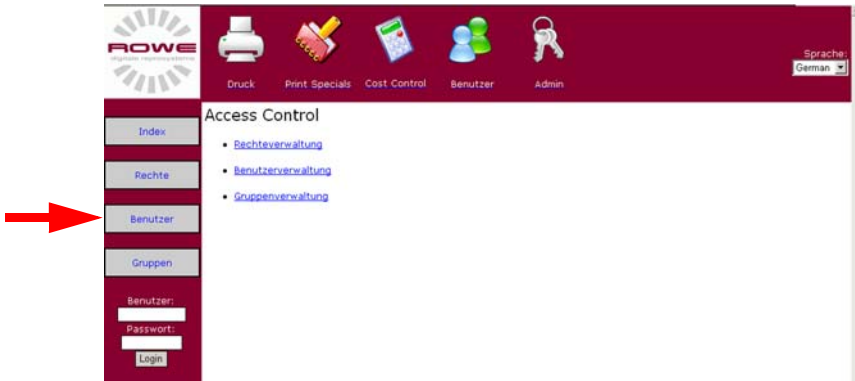 ROWE
digitale reprosysteme
Druck
Print Specials
Cost Control
Benutzer
Admin
Sprache:
German
Index
Rechte
Benutzer
Gruppen
Benutzer:
Passwort:
Login
Access Control
Rechteverwaltung
Benutzerverwaltung
Gruppenverwaltung